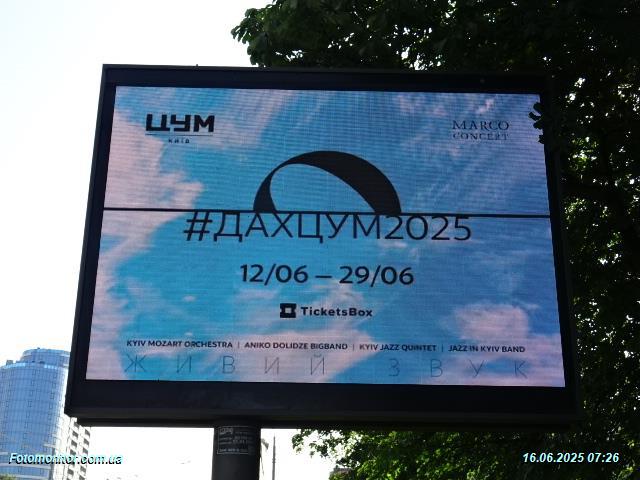 ЦУМ
КИЇВ
MARCO
CONCERT
#ДАХЦУМ2025
12/06 – 29/06
TicketsBox
KYIV MOZART ORCHESTRA | ANIKO DOLIDZE BIGBAND | KYIV JAZZ QUINTET | JAZZ IN KYIV BAND
ЖИВИЙ ЗВУК
Fotomonitor.com.ua
16.06.2025 07:26